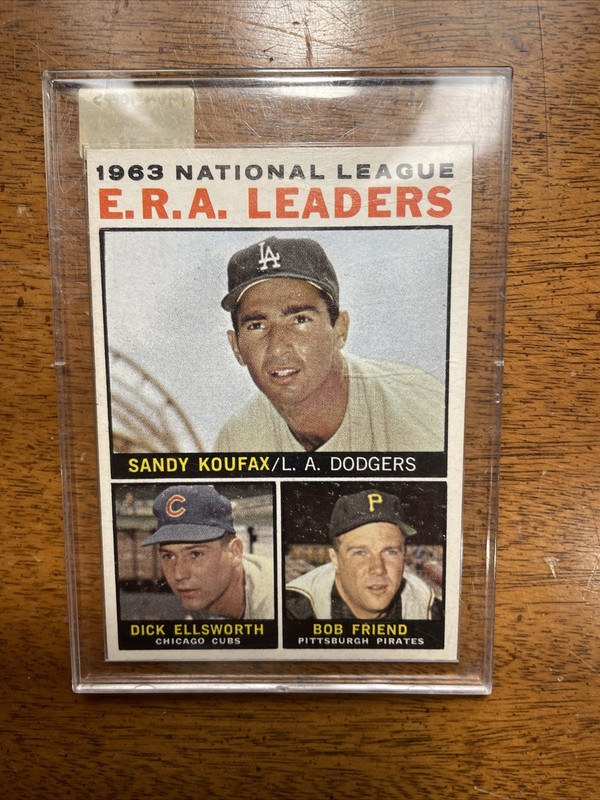 1963 NATIONAL LEAGUE
E.R.A. LEADERS
LA
SANDY KOUFAX/L. A. DODGERS
C
P
DICK ELLSWORTH
CHICAGO CUBS
BOB FRIEND
PITTSBURGH PIRATES